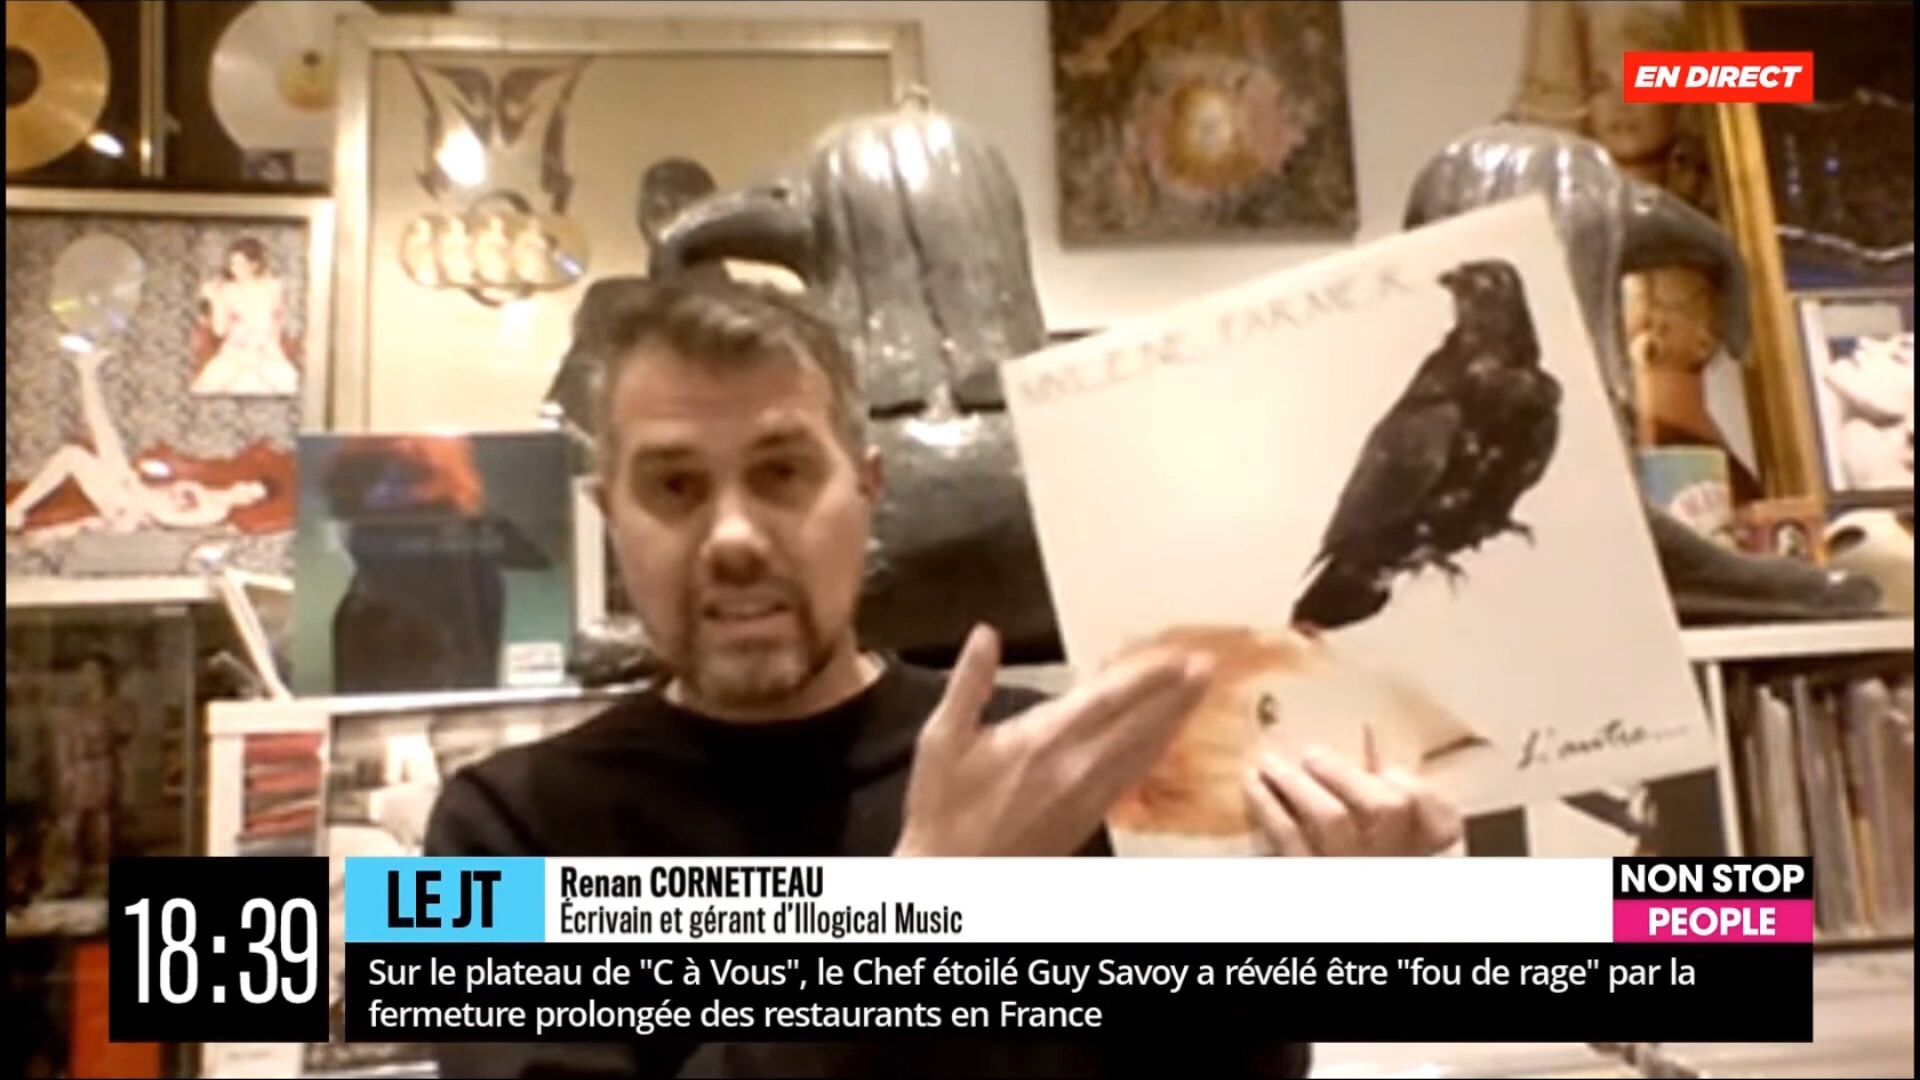 EN DIRECT
MYLENE FARMER
L'autre...
18:39
LE JT
Renan CORNETTEAU
Écrivain et gérant d'Illogical Music
NON STOP
PEOPLE
Sur le plateau de "C à Vous", le Chef étoilé Guy Savoy a révélé être "fou de rage" par la
fermeture prolongée des restaurants en France